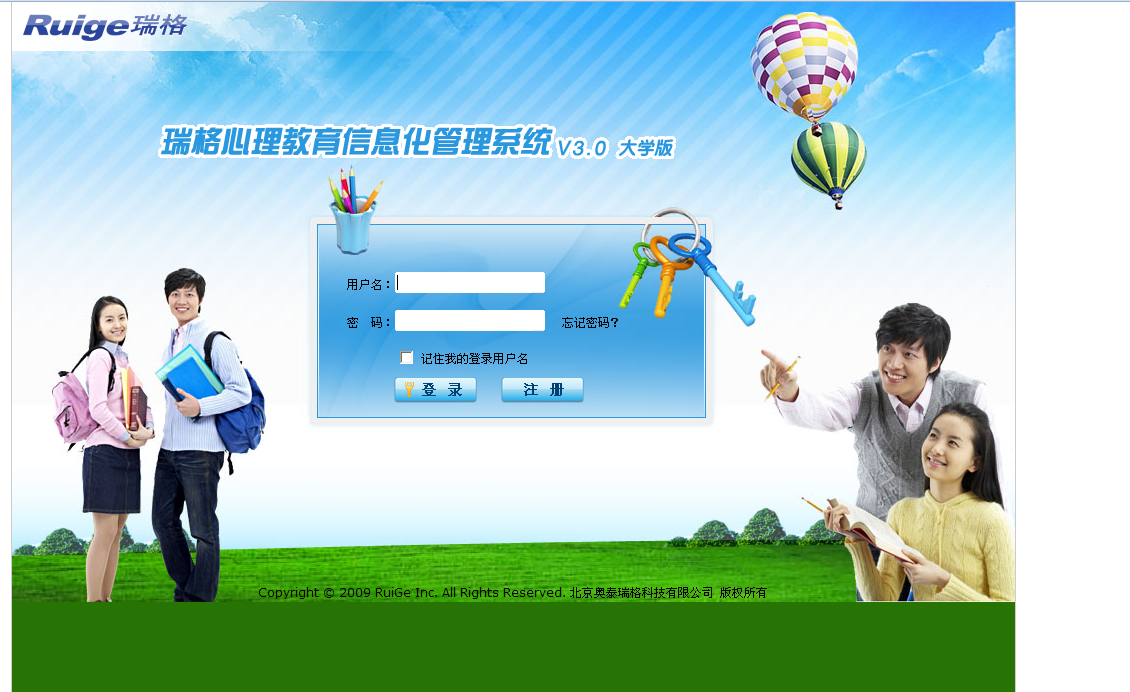 Ruige瑞格
瑞格心理教育信息化管理系统 V3.0 大学版
用户名：
密 码： 忘记密码?
记住我的登录用户名
登 录 注 册
Copyright © 2009 RuiGe Inc. All Rights Reserved. 北京奥泰瑞格科技有限公司 版权所有